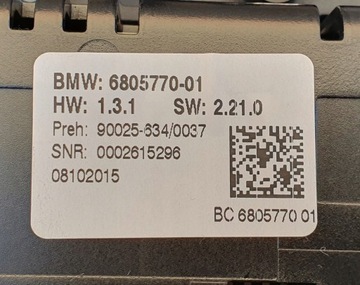 BMW: 6805770-01
HW: 1.3.1 SW: 2.21.0
Preh: 90025-634/0037
SNR: 0002615296
08102015
BC 6805770 01